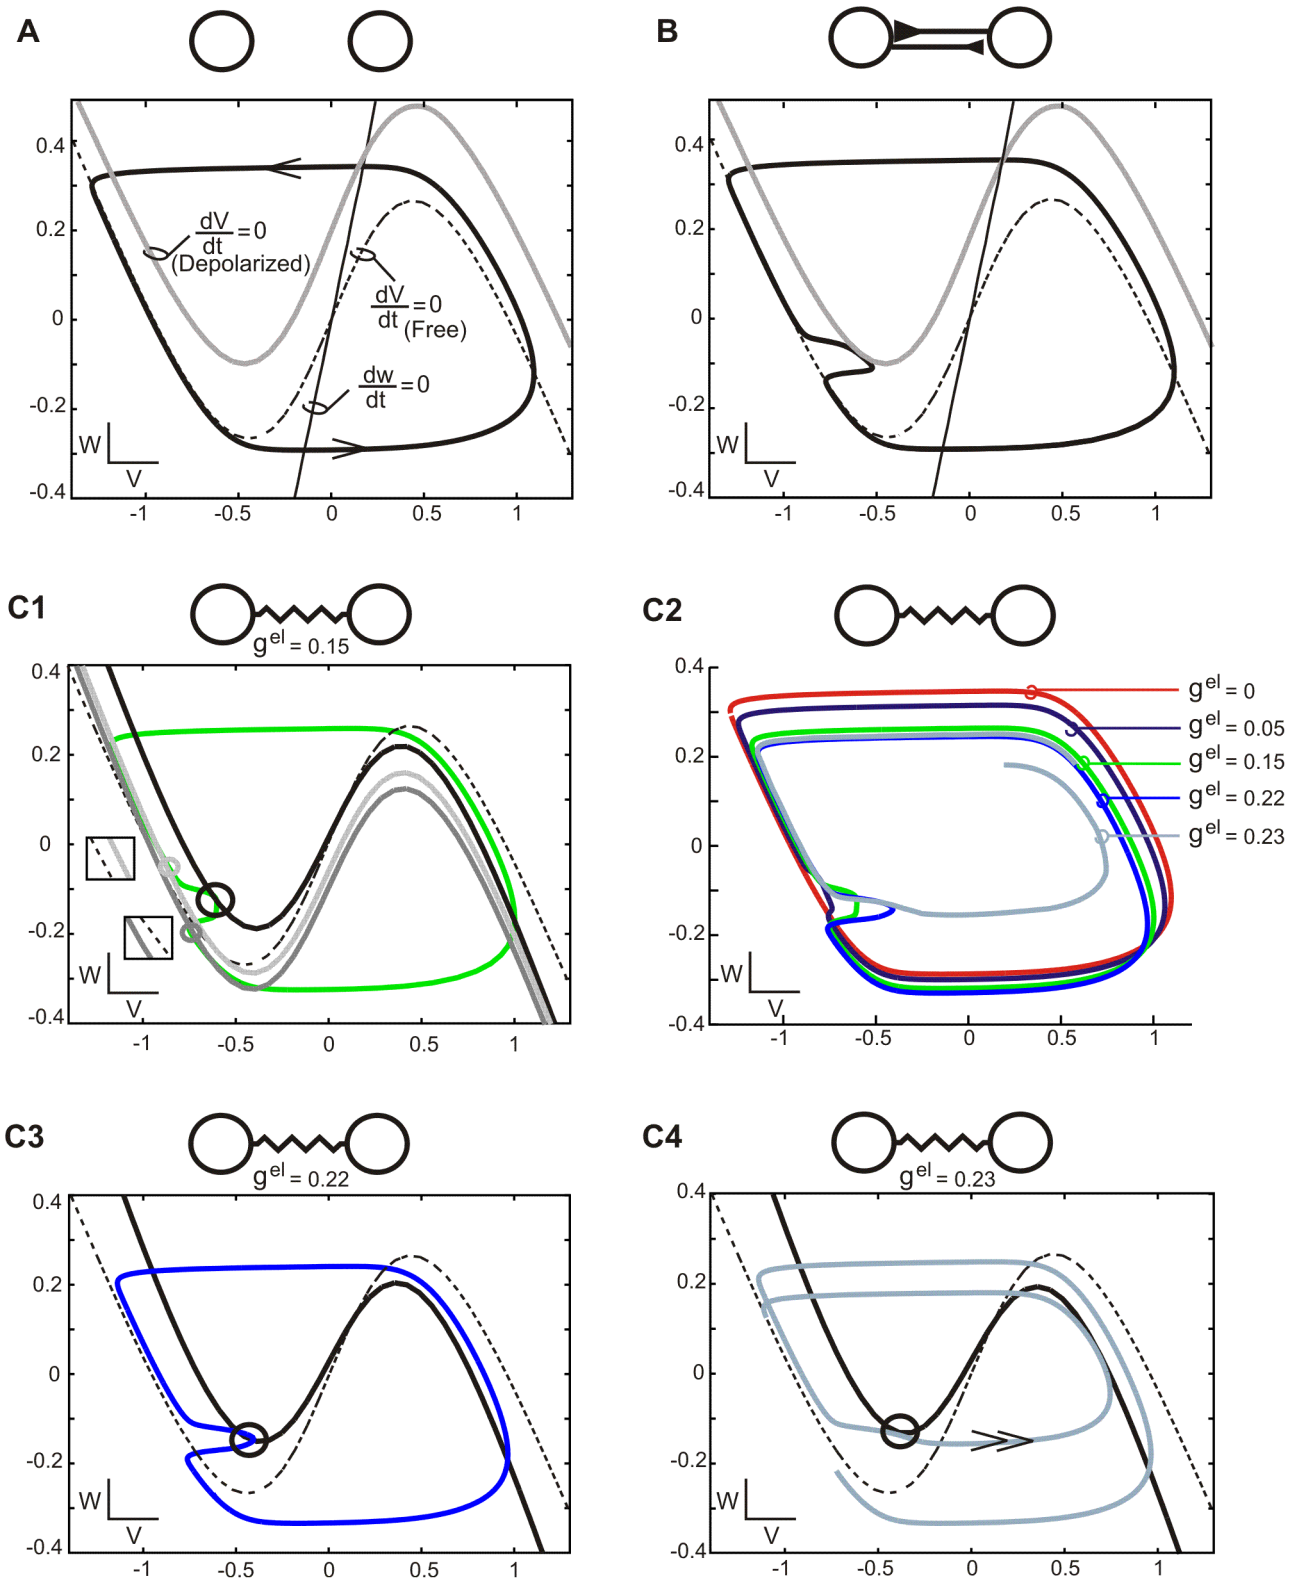 A
B
0.4
0.2
0
-0.2
-0.4
dV
dt
=0
(Depolarized)
dV
dt
=0
(Free)
dw
dt
=0
W
V
-1
-0.5
0
0.5
1
0.4
0.2
0
-0.2
-0.4
W
V
-1
-0.5
0
0.5
1
C1
g^el = 0.15
0.4
0.2
0
-0.2
-0.4
W
V
-1
-0.5
0
0.5
1
C2
0.4
0.2
0
-0.2
-0.4
g^el = 0
g^el = 0.05
g^el = 0.15
g^el = 0.22
g^el = 0.23
W
V
-1
-0.5
0
0.5
1
C3
g^el = 0.22
0.4
0.2
0
-0.2
-0.4
W
V
-1
-0.5
0
0.5
1
C4
g^el = 0.23
0.4
0.2
0
-0.2
-0.4
W
V
-1
-0.5
0
0.5
1